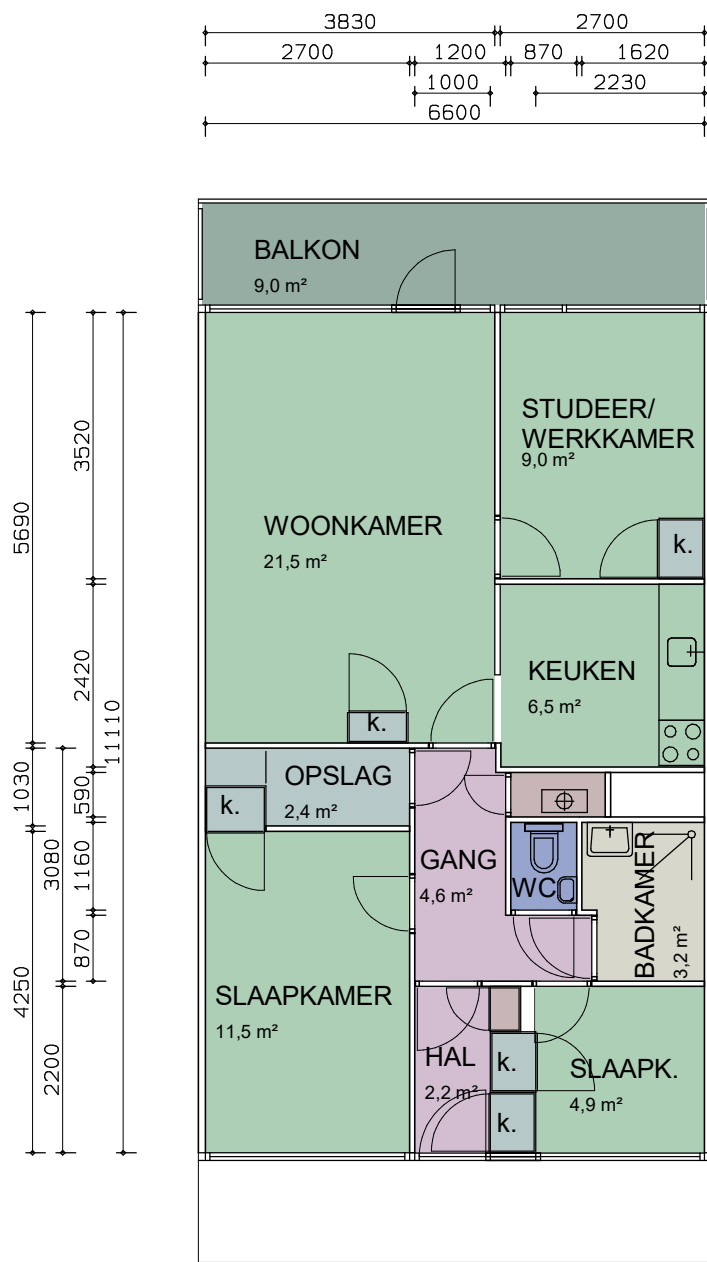 3830 2700
2700 1200 870 1620
1000 2230
6600
BALKON
9,0 m²
STUDEER/
WERKKAMER
9,0 m²
WOONKAMER
21,5 m²
k.
KEUKEN
6,5 m²
k.
OPSLAG
2,4 m²
k.
GANG
4,6 m²
WC
BADKAMER
3,2 m²
SLAAPKAMER
11,5 m²
HAL
2,2 m²
k.
k.
SLAAPK.
4,9 m²
5690
1030
4250
3080
2200
3520
2420
590
1160
870
11110